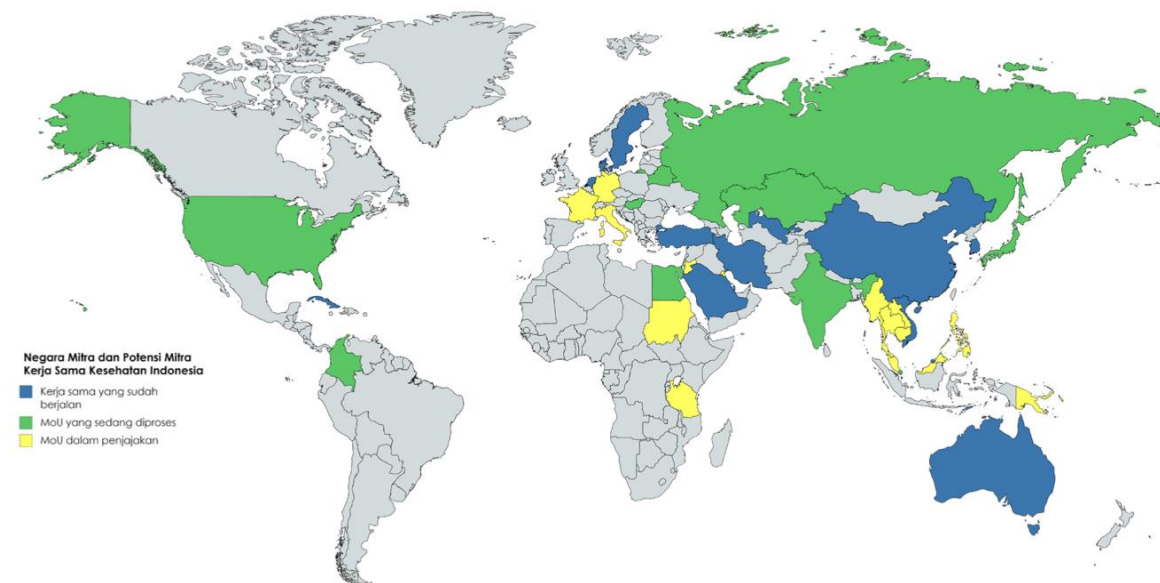 Negara Mitra dan Potensi Mitra
Kerja Sama Kesehatan Indonesia
Kerja sama yang sudah
berjalan
MoU yang sedang diproses
MoU dalam penjajakan